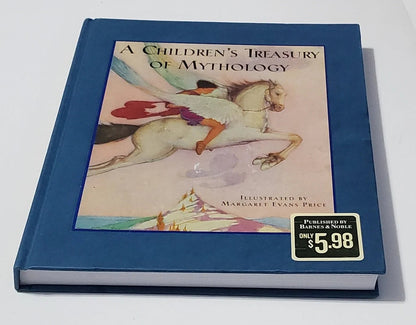 A CHILDREN'S TREASURY
OF MYTHOLOGY
ILLUSTRATED BY
MARGARET EVANS PRICE
PUBLISHED BY
BARNES & NOBLE
ONLY
$5.98